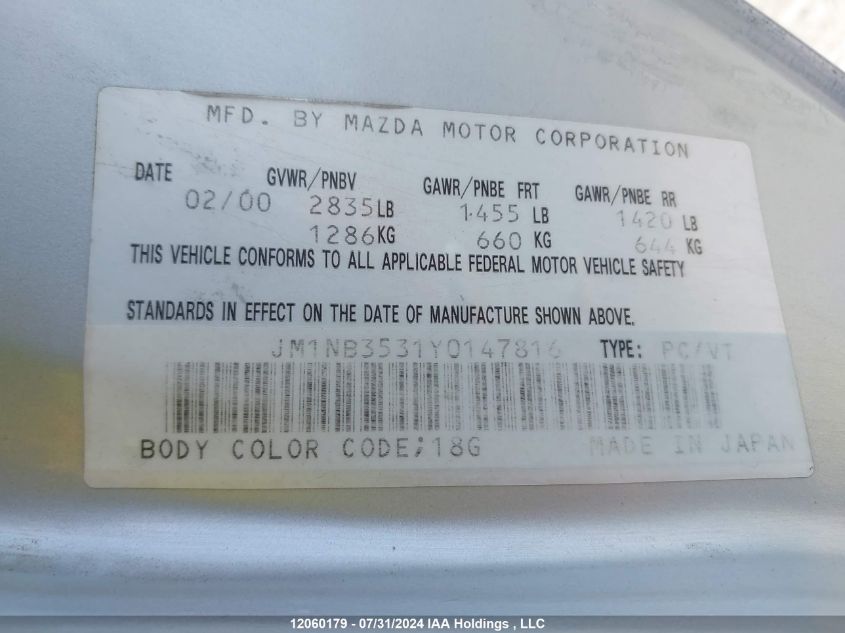 MFD. BY MAZDA MOTOR CORPORATION
DATE GVWR/PNBV GAWR/PNBE FRT GAWR/PNBE RR
02/00 2835LB 1455 LB 1420 LB
1286KG 660 KG 644 KG
THIS VEHICLE CONFORMS TO ALL APPLICABLE FEDERAL MOTOR VEHICLE SAFETY
STANDARDS IN EFFECT ON THE DATE OF MANUFACTURE SHOWN ABOVE.
JM1NB3531Y0147816 TYPE: PC/VT
BODY COLOR CODE;18G MADE IN JAPAN
12060179 - 07/31/2024 IAA Holdings , LLC